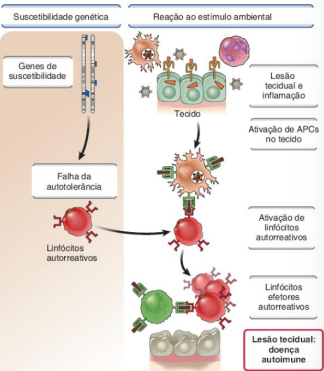 Suscetibilidade genética
Reação ao estímulo ambiental
Genes de
suscetibilidade
Lesão
tecidual e
inflamação
Tecido
Ativação de APCs
no tecido
Falha da
autotolerância
Linfócitos
autorreativos
Ativação de
linfócitos
autorreativos
Linfócitos
efetores
autorreativos
Lesão tecidual:
doença
autoimune